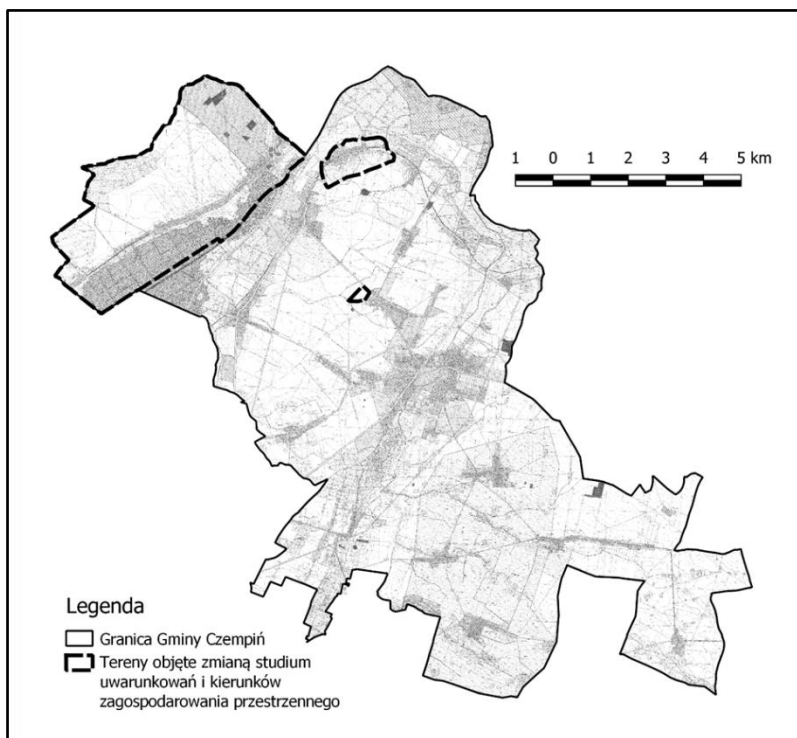 1 0 1 2 3 4 5 km
Legenda
Granica Gminy Czempiń
Tereny objęte zmianą studium
uwarunkowań i kierunków
zagospodarowania przestrzennego